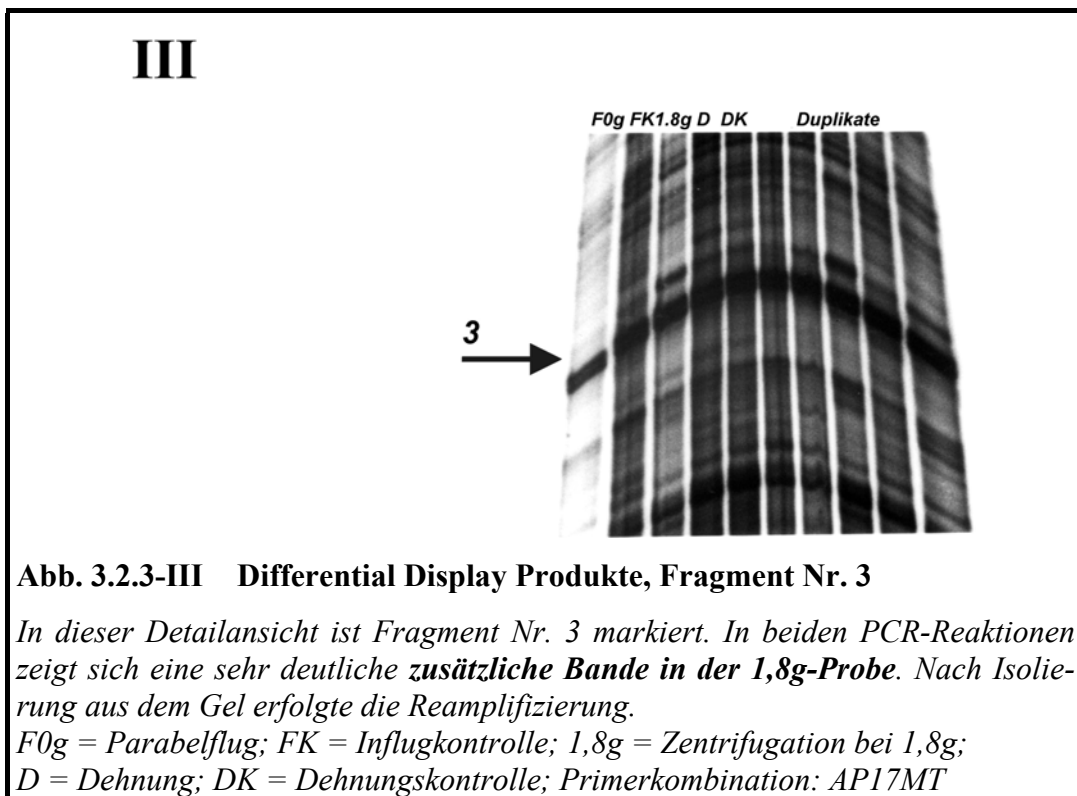 III
F0g FK1.8g D DK Duplikate
3
Abb. 3.2.3-III Differential Display Produkte, Fragment Nr. 3
In dieser Detailansicht ist Fragment Nr. 3 markiert. In beiden PCR-Reaktionen
zeigt sich eine sehr deutliche zusätzliche Bande in der 1,8g-Probe. Nach Isolie-
rung aus dem Gel erfolgte die Reamplifizierung.
F0g = Parabelflug; FK = Influgkontrolle; 1,8g = Zentrifugation bei 1,8g;
D = Dehnung; DK = Dehnungskontrolle; Primerkombination: AP17MT